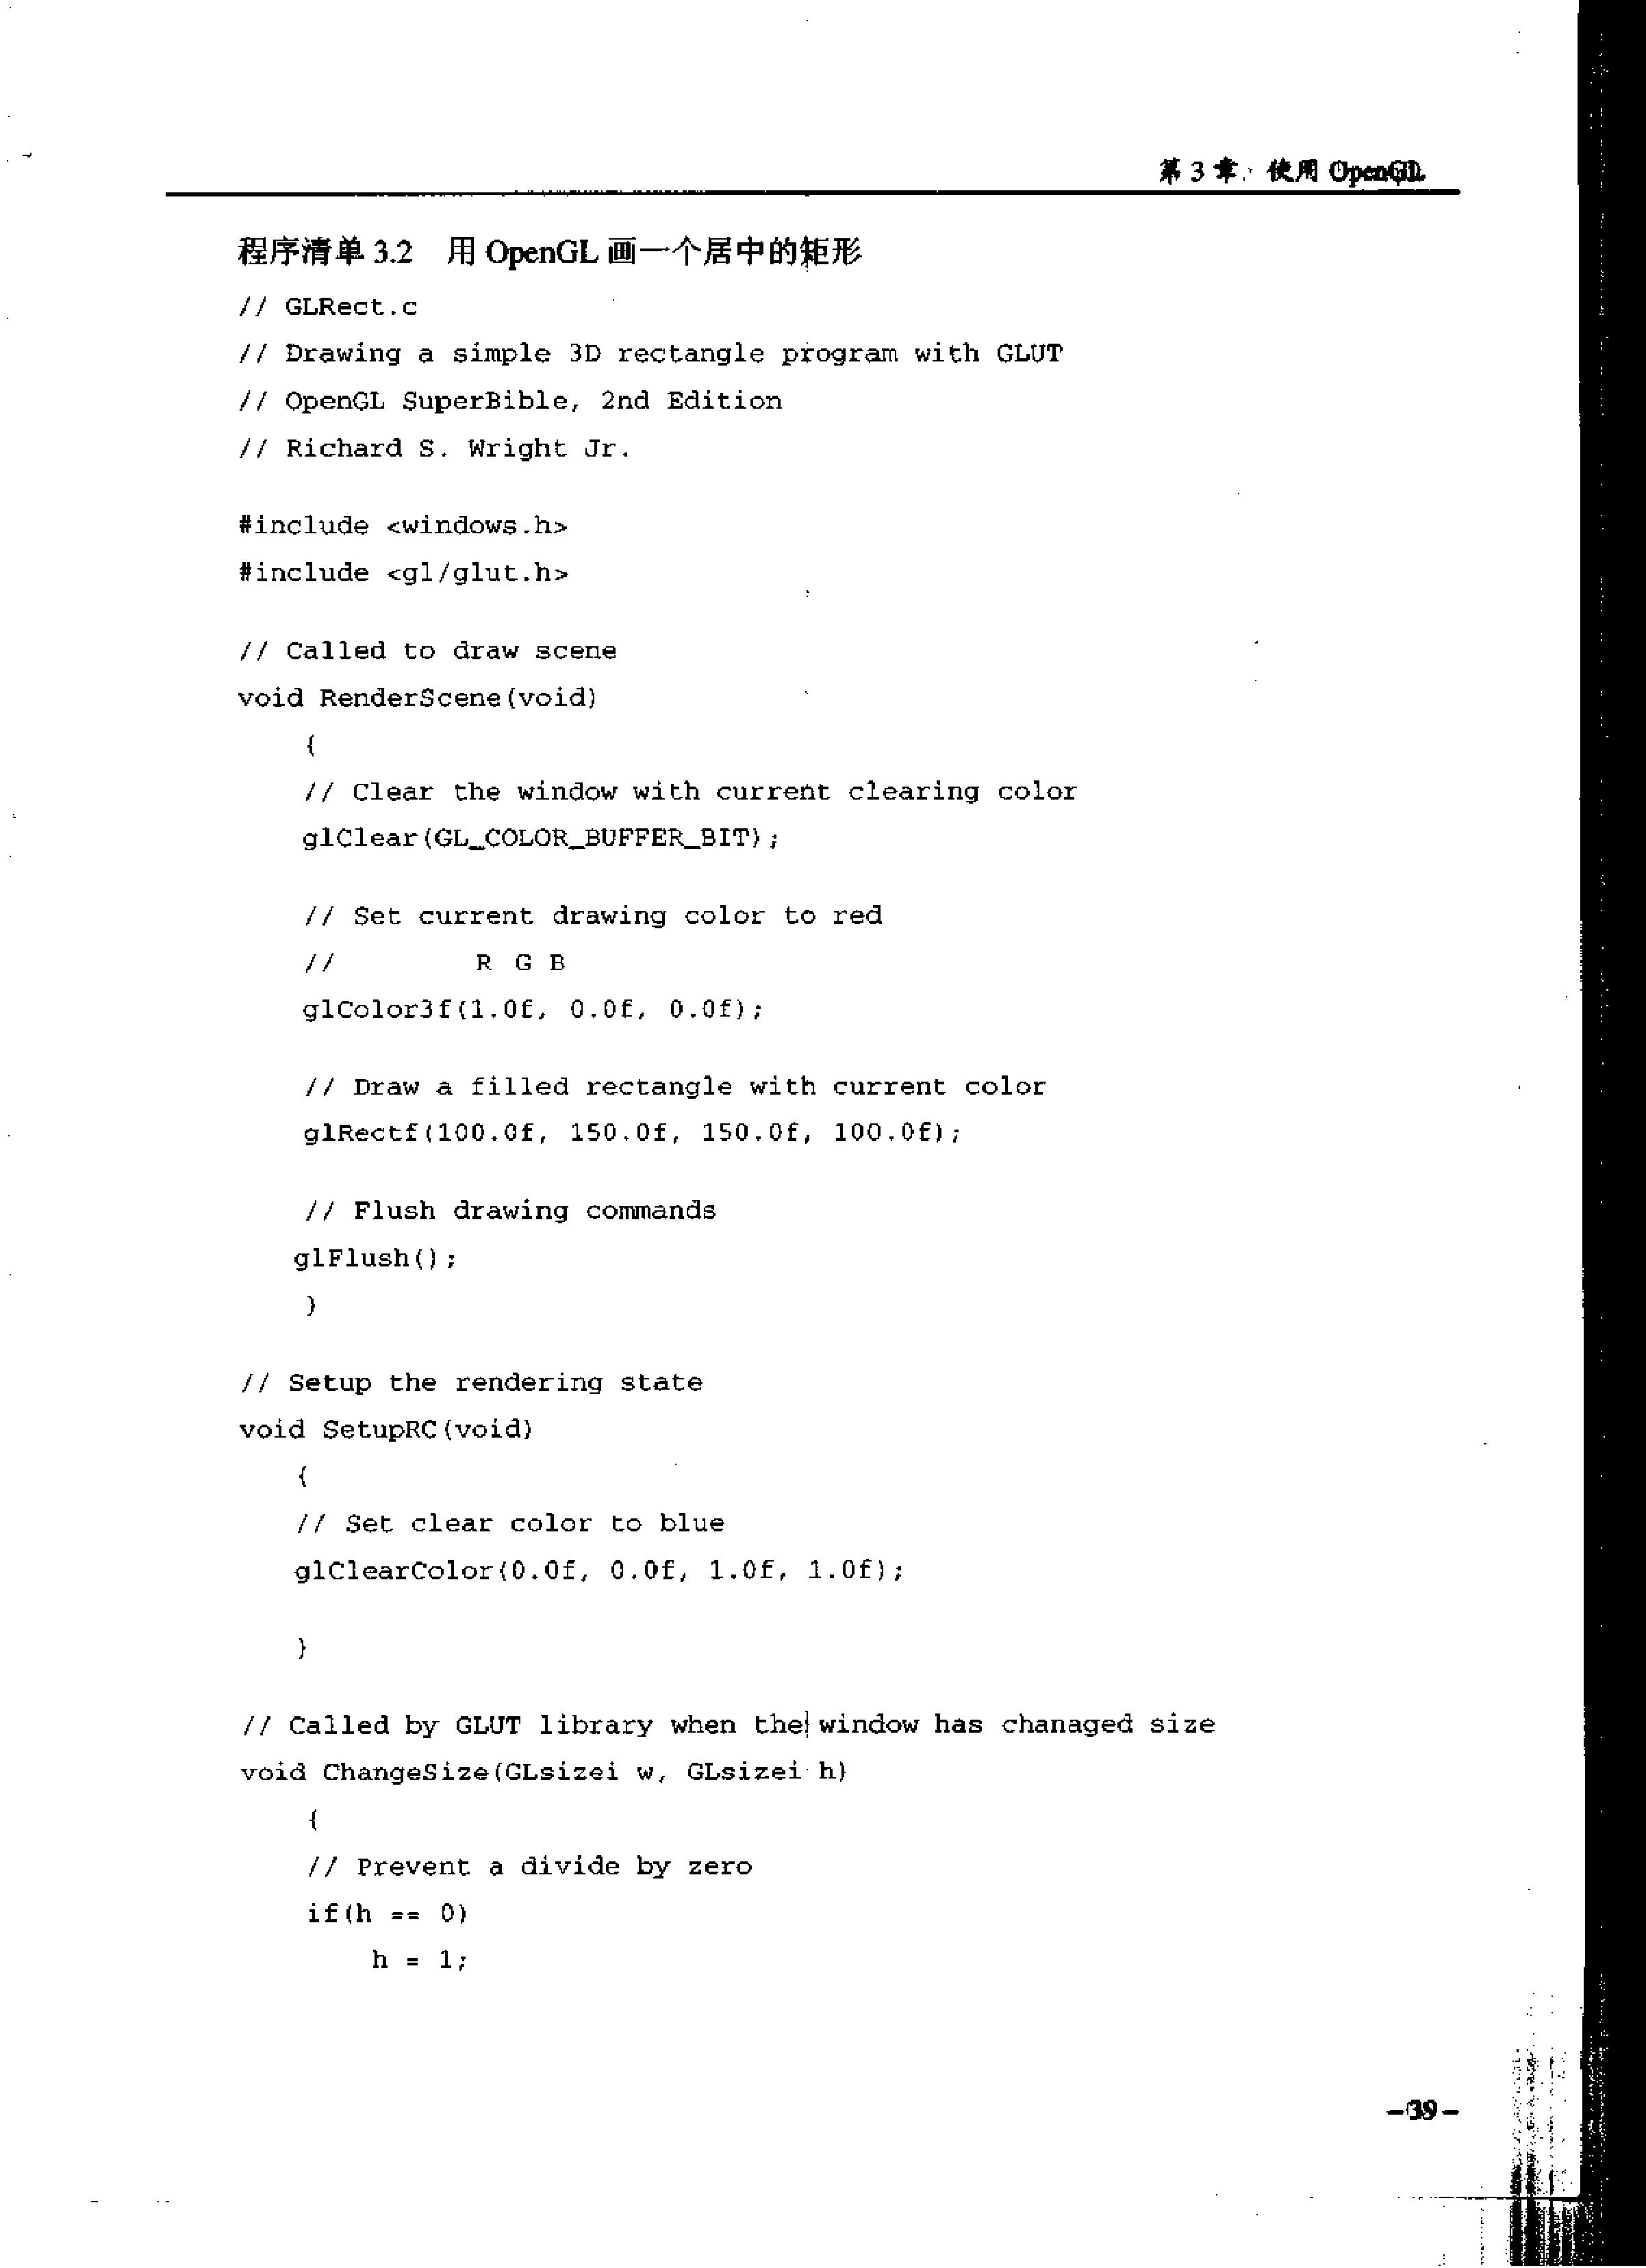 第 3 章 使用 OpenGL
程序清单 3.2 用 OpenGL 画一个居中的矩形
// GLRect.c
// Drawing a simple 3D rectangle program with GLUT
// OpenGL SuperBible, 2nd Edition
// Richard S. Wright Jr.
#include <windows.h>
#include <gl/glut.h>
// Called to draw scene
void RenderScene(void)
{
// Clear the window with current clearing color
glClear(GL_COLOR_BUFFER_BIT);
// Set current drawing color to red
// R G B
glColor3f(1.0f, 0.0f, 0.0f);
// Draw a filled rectangle with current color
glRectf(100.0f, 150.0f, 150.0f, 100.0f);
// Flush drawing commands
glFlush();
}
// Setup the rendering state
void SetupRC(void)
{
// Set clear color to blue
glClearColor(0.0f, 0.0f, 1.0f, 1.0f);
}
// Called by GLUT library when the window has chanaged size
void ChangeSize(GLsizei w, GLsizei h)
{
// Prevent a divide by zero
if(h == 0)
h = 1;
-39-